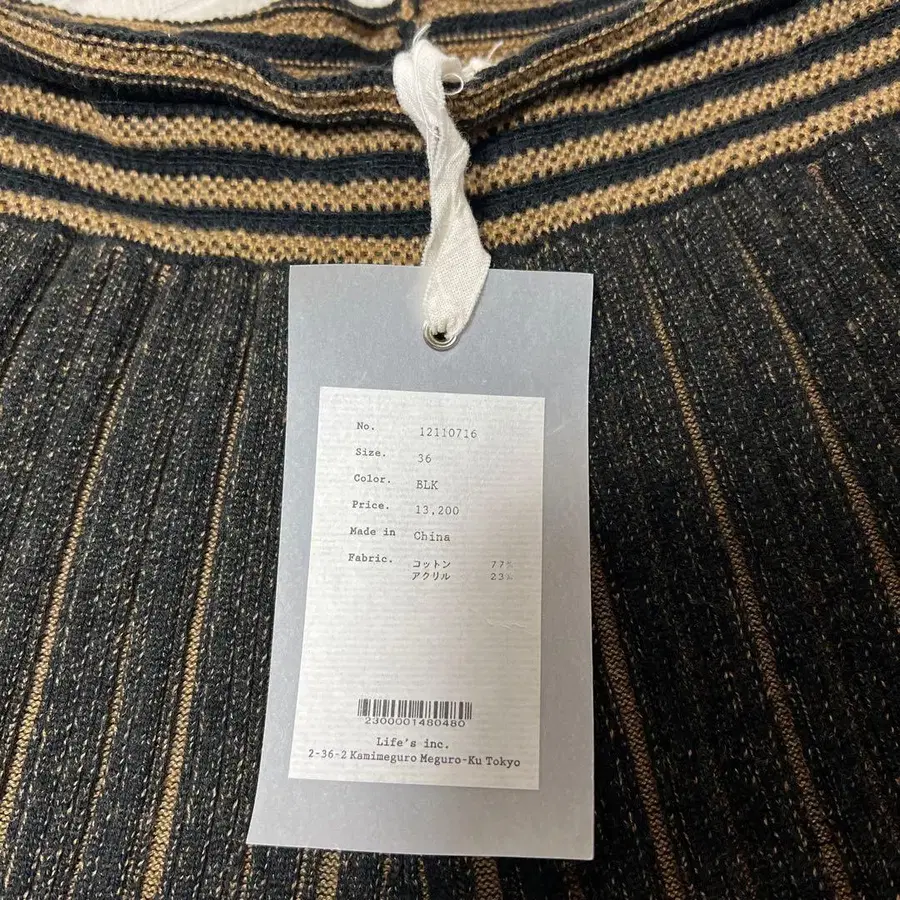 No. 12110716
Size. 36
Color. BLK
Price. 13,200
Made in China
Fabric. コットン 77%
アクリル 23%
2300001480480
Life's inc.
2-36-2 Kamimeguro Meguro-Ku Tokyo